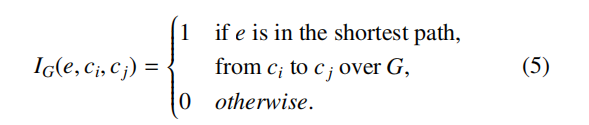 1 if e is in the shortest path,
I_G(e, c_i, c_j) = { from c_i to c_j over G, (5)
0 otherwise.